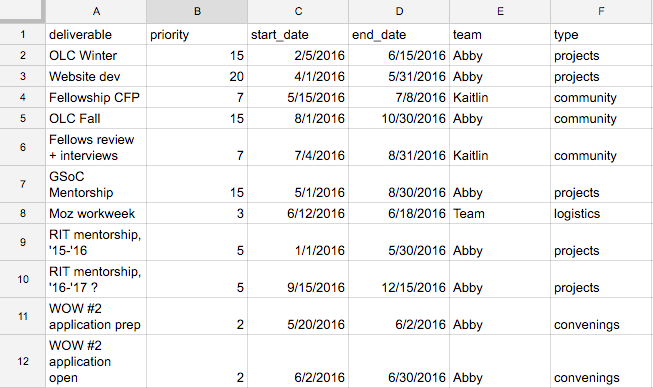 A B C D E F
1 deliverable priority start_date end_date team type
2 OLC Winter 15 2/5/2016 6/15/2016 Abby projects
3 Website dev 20 4/1/2016 5/31/2016 Abby projects
4 Fellowship CFP 7 5/15/2016 7/8/2016 Kaitlin community
5 OLC Fall 15 8/1/2016 10/30/2016 Abby community
Fellows review
6 + interviews 7 7/4/2016 8/31/2016 Kaitlin community
GSoC
7 Mentorship 15 5/1/2016 8/30/2016 Abby projects
8 Moz workweek 3 6/12/2016 6/18/2016 Team logistics
RIT mentorship,
9 '15-'16 5 1/1/2016 5/30/2016 Abby projects
RIT mentorship,
10 '16-'17 ? 5 9/15/2016 12/15/2016 Abby projects
WOW #2
11 application prep 2 5/20/2016 6/2/2016 Abby convenings
WOW #2
12 application
open 2 6/2/2016 6/30/2016 Abby convenings